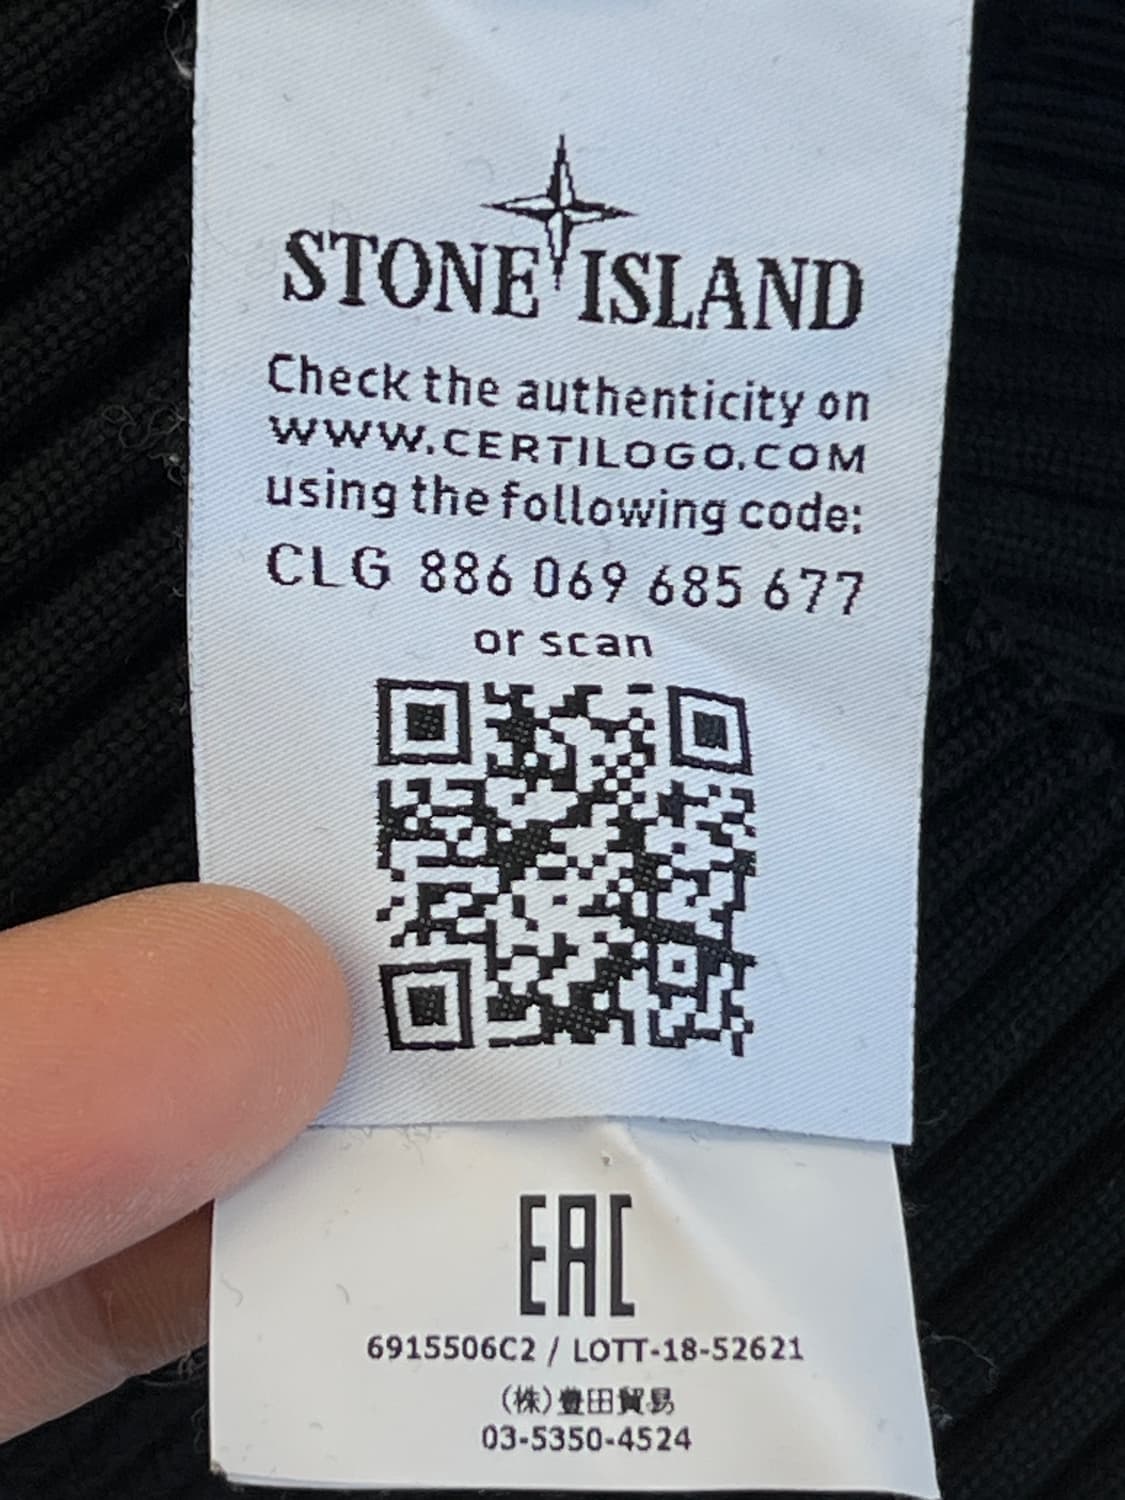 STONE ISLAND
Check the authenticity on
WWW.CERTILOGO.COM
using the following code:
CLG 886 069 685 677
or scan
EAC
6915506C2 / LOTT-18-52621
(株)豊田貿易
03-5350-4524